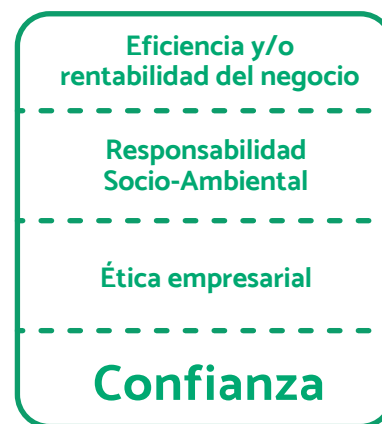 Eficiencia y/o
rentabilidad del negocio
Responsabilidad
Socio-Ambiental
Ética empresarial
Confianza